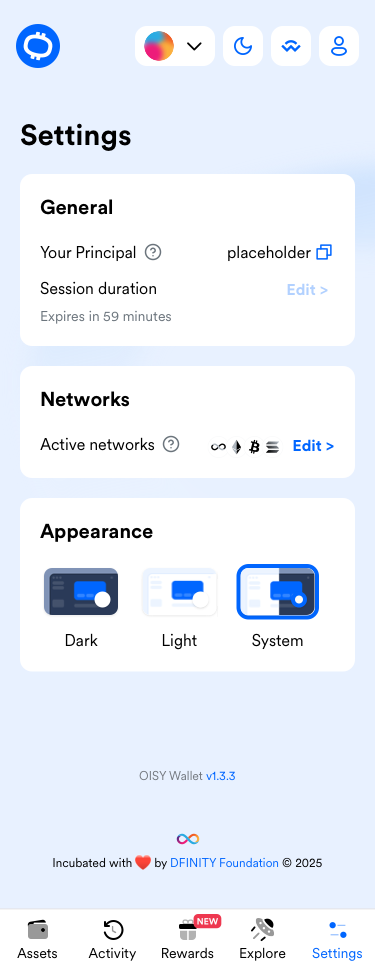 Settings
General
Your Principal
placeholder
Session duration
Edit >
Expires in 59 minutes
Networks
Active networks
Edit >
Appearance
Dark
Light
System
OISY Wallet v1.3.3
Incubated with ❤️ by DFINITY Foundation © 2025
NEW
Assets
Activity
Rewards
Explore
Settings